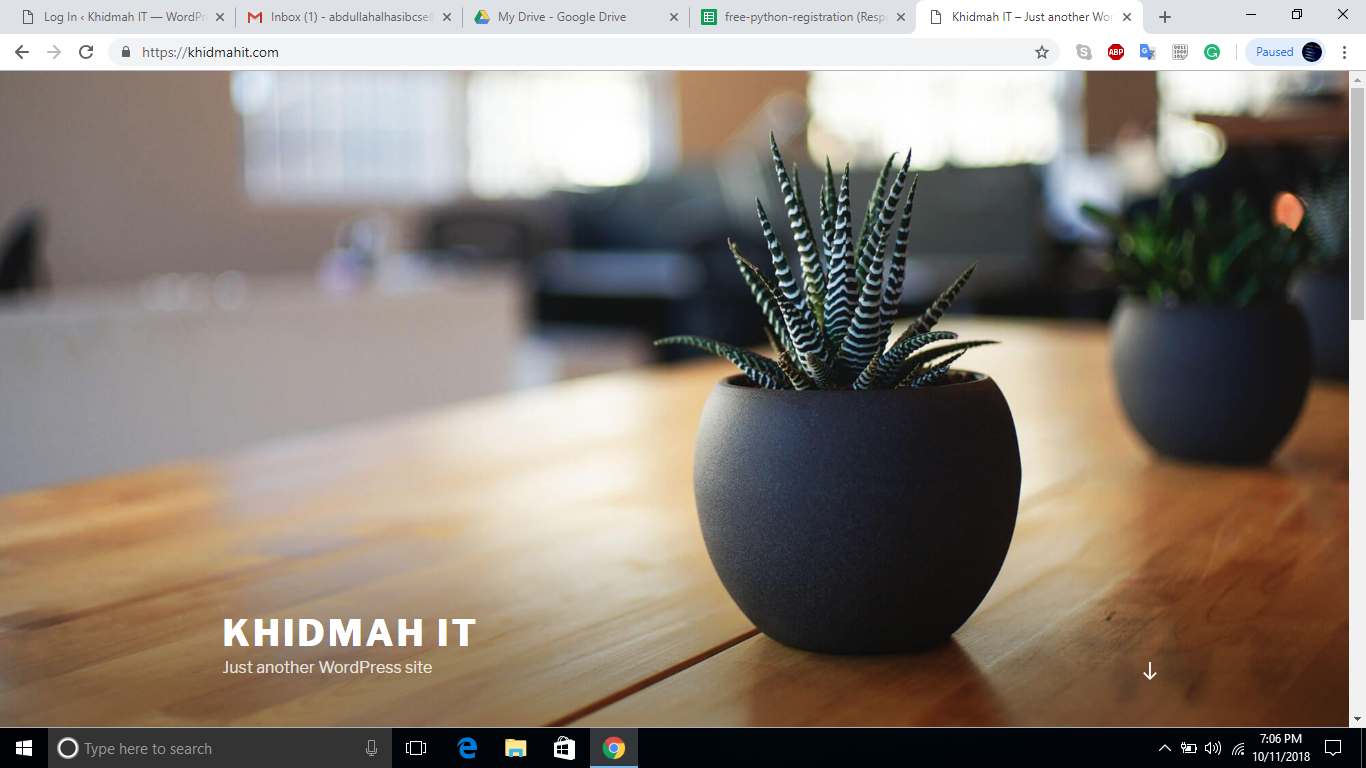 Log In ‹ Khidmah IT — WordPr
Inbox (1) - abdullahalhasibcse
My Drive - Google Drive
free-python-registration (Resp
Khidmah IT – Just another Wor
https://khidmahit.com
ABP
Paused
KHIDMAH IT
Just another WordPress site
Type here to search
7:06 PM
10/11/2018